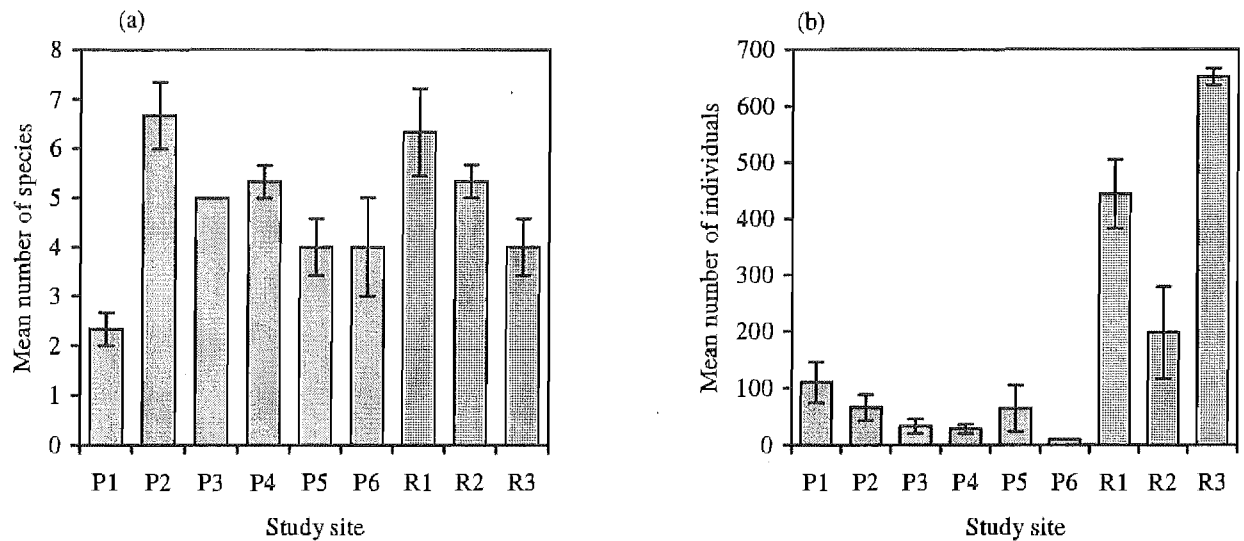 (a)
8
7
6
5
4
3
2
1
0
Mean number of species
P1 P2 P3 P4 P5 P6 R1 R2 R3
Study site
(b)
700
600
500
400
300
200
100
0
Mean number of individuals
P1 P2 P3 P4 P5 P6 R1 R2 R3
Study site